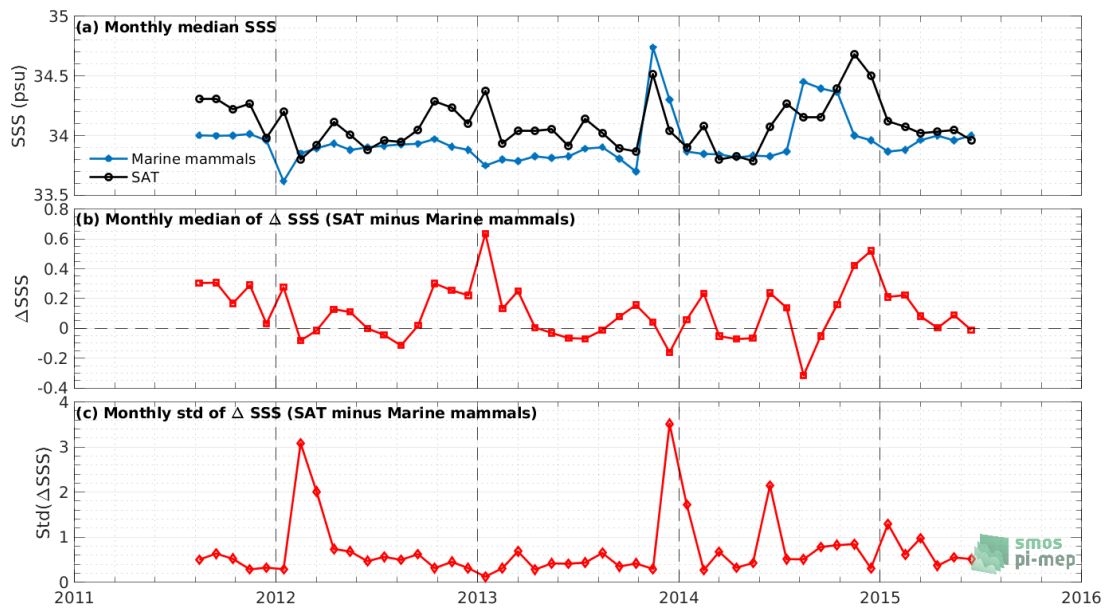 35
(a) Monthly median SSS
34.5
34
33.5
SSS (psu)
Marine mammals
SAT
0.8
(b) Monthly median of Δ SSS (SAT minus Marine mammals)
0.6
0.4
0.2
0
-0.2
-0.4
ΔSSS
4
(c) Monthly std of Δ SSS (SAT minus Marine mammals)
3
2
1
0
Std(ΔSSS)
smos
pi-mep
2011 2012 2013 2014 2015 2016